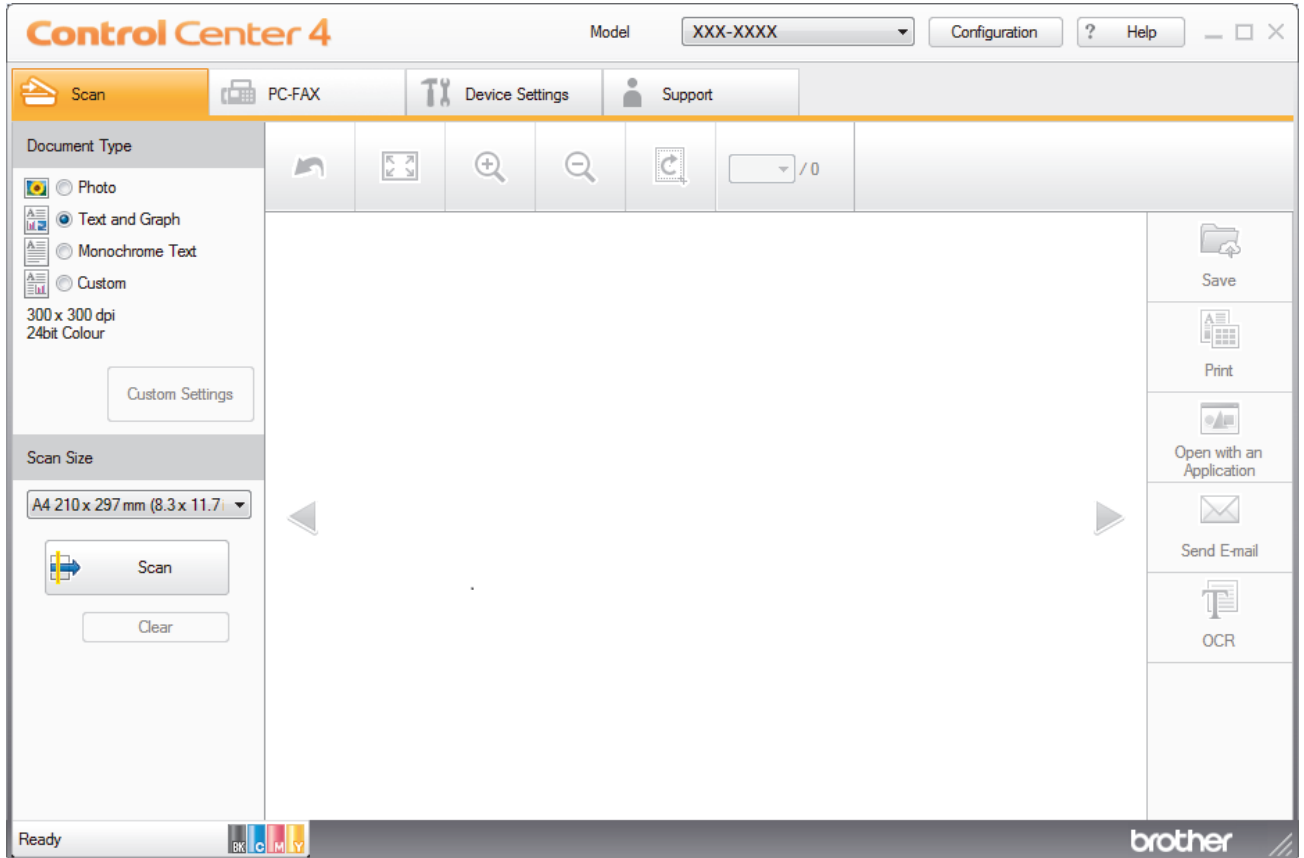 Control Center 4
Model XXX-XXXX Configuration ? Help
Scan PC-FAX Device Settings Support
Document Type
Photo
Text and Graph
Monochrome Text
Custom
300 x 300 dpi
24bit Colour
Custom Settings
Scan Size
A4 210 x 297 mm (8.3 x 11.7
Scan
Clear
/ 0
Save
Print
Open with an
Application
Send E-mail
OCR
Ready
BK C M Y
brother